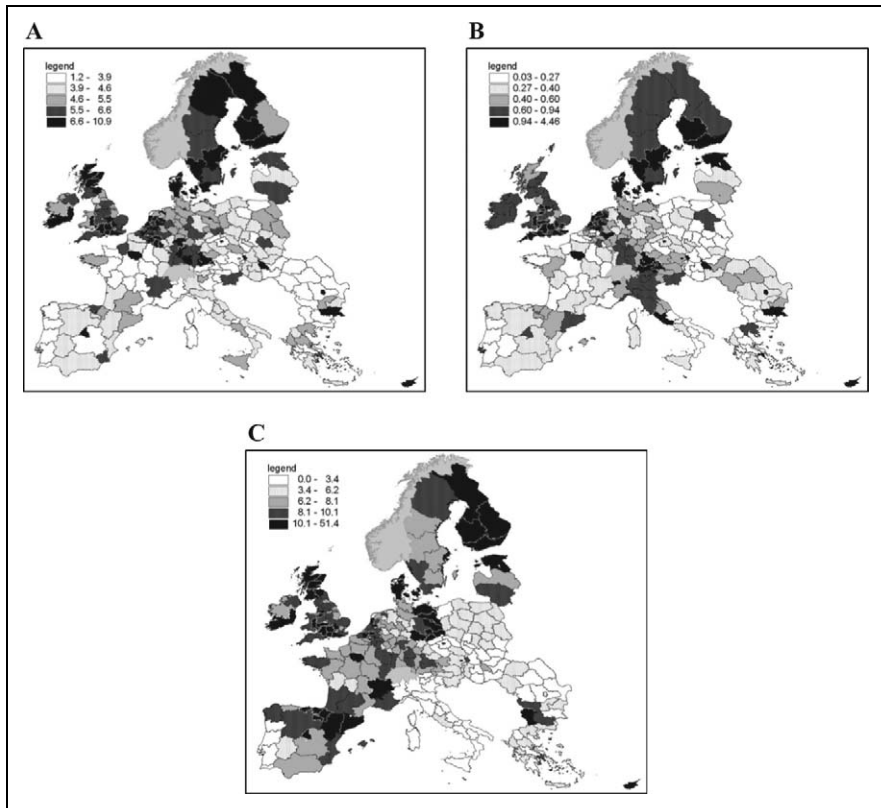 A
legend
1.2 - 3.9
3.9 - 4.6
4.6 - 5.5
5.5 - 6.6
6.6 - 10.9
B
legend
0.03 - 0.27
0.27 - 0.40
0.40 - 0.60
0.60 - 0.94
0.94 - 4.46
C
legend
0.0 - 3.4
3.4 - 6.2
6.2 - 8.1
8.1 - 10.1
10.1 - 51.4